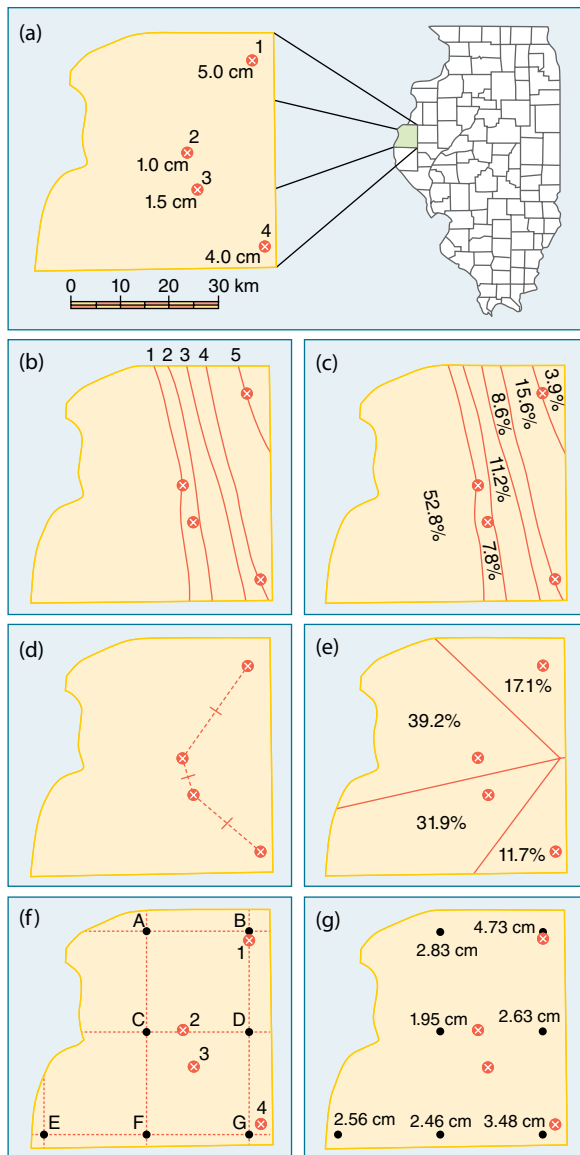 (a)
1
5.0 cm
2
1.0 cm
3
1.5 cm
4
4.0 cm
0 10 20 30 km
(b)
1 2 3 4 5
(c)
3.9%
15.6%
8.6%
11.2%
52.8%
7.8%
(d)
(e)
17.1%
39.2%
31.9%
11.7%
(f)
A B
1
C 2 D
3
4
E F G
(g)
4.73 cm
2.83 cm
1.95 cm 2.63 cm
2.56 cm 2.46 cm 3.48 cm